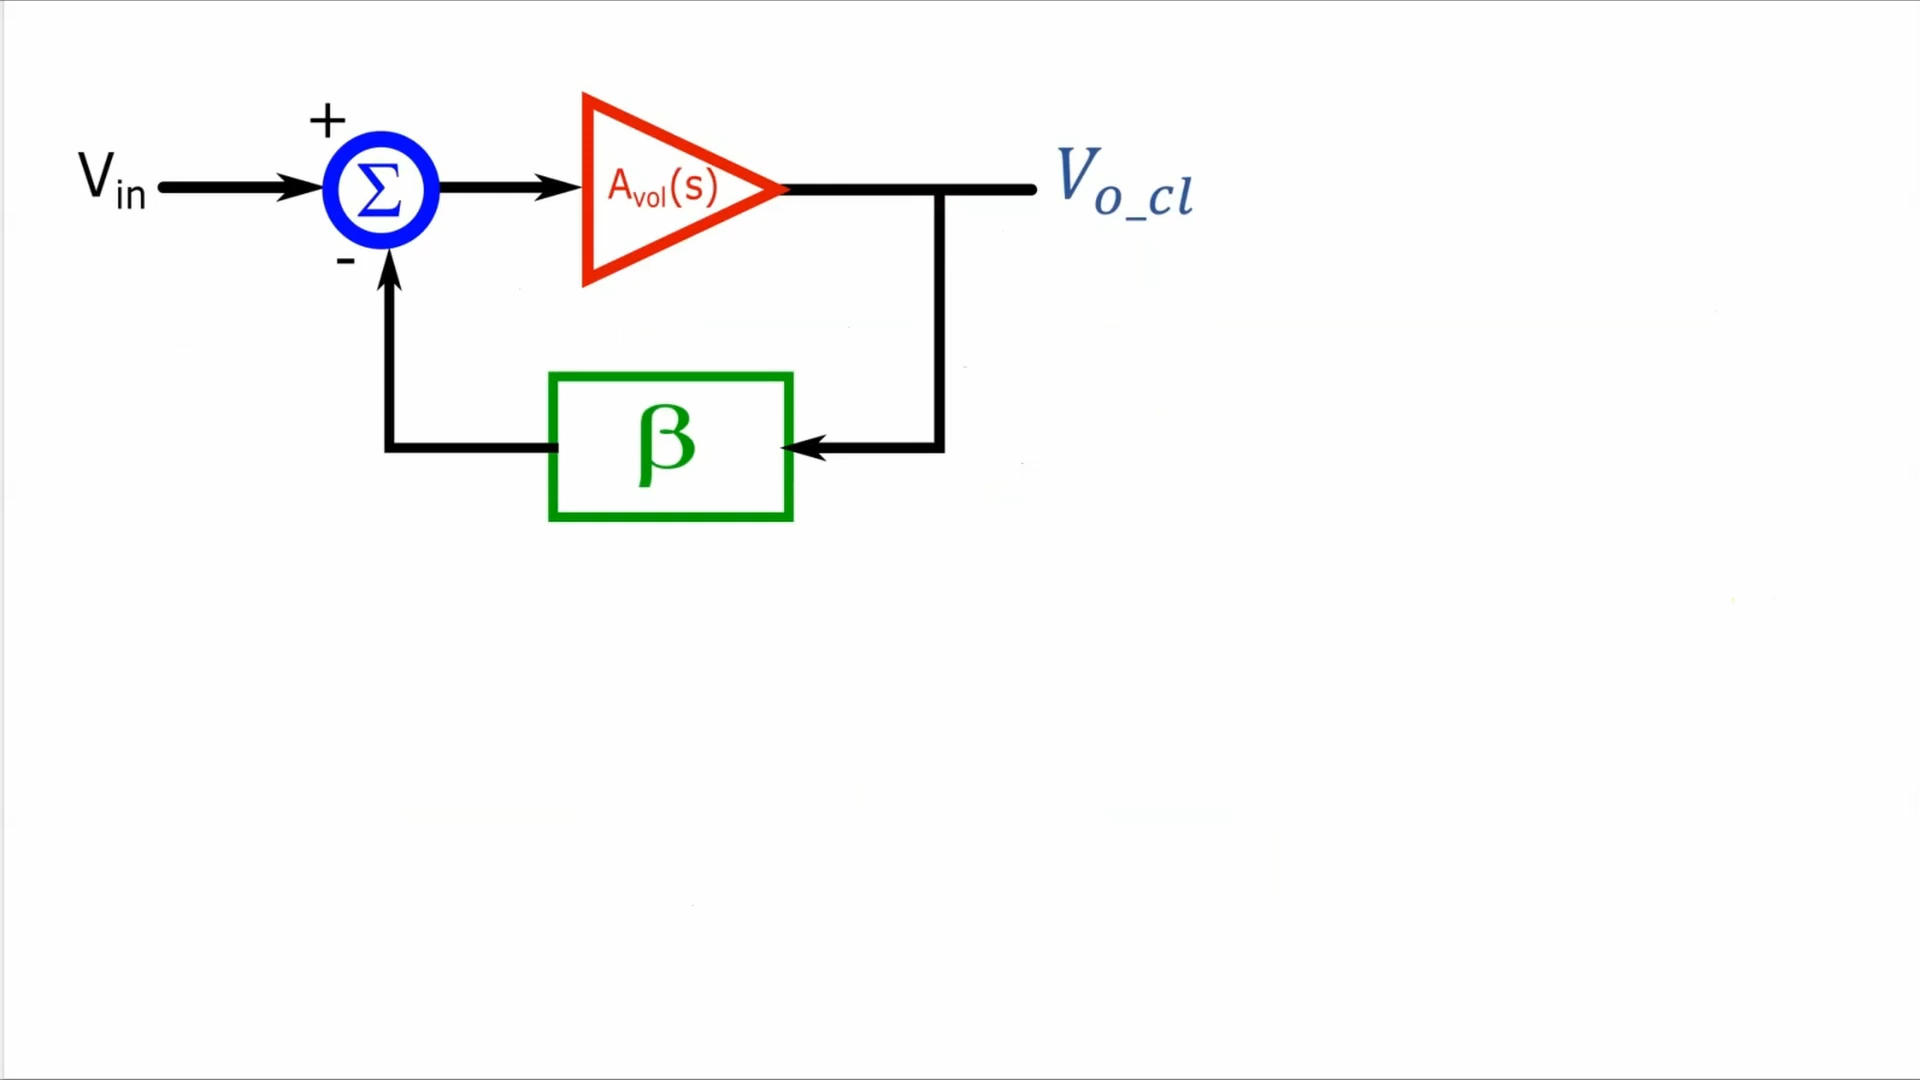 +
V_in Σ A_vol(s) V_o_cl
-
β